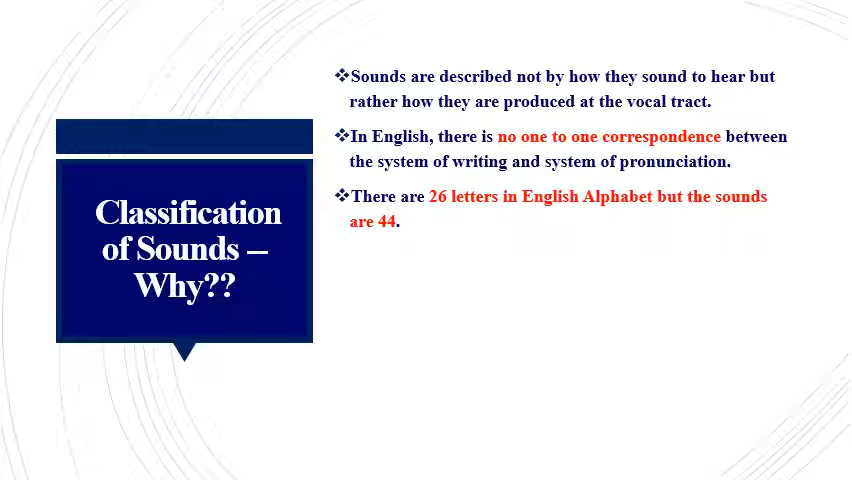 Classification
of Sounds –
Why??
❖Sounds are described not by how they sound to hear but
rather how they are produced at the vocal tract.
❖In English, there is no one to one correspondence between
the system of writing and system of pronunciation.
❖There are 26 letters in English Alphabet but the sounds
are 44.